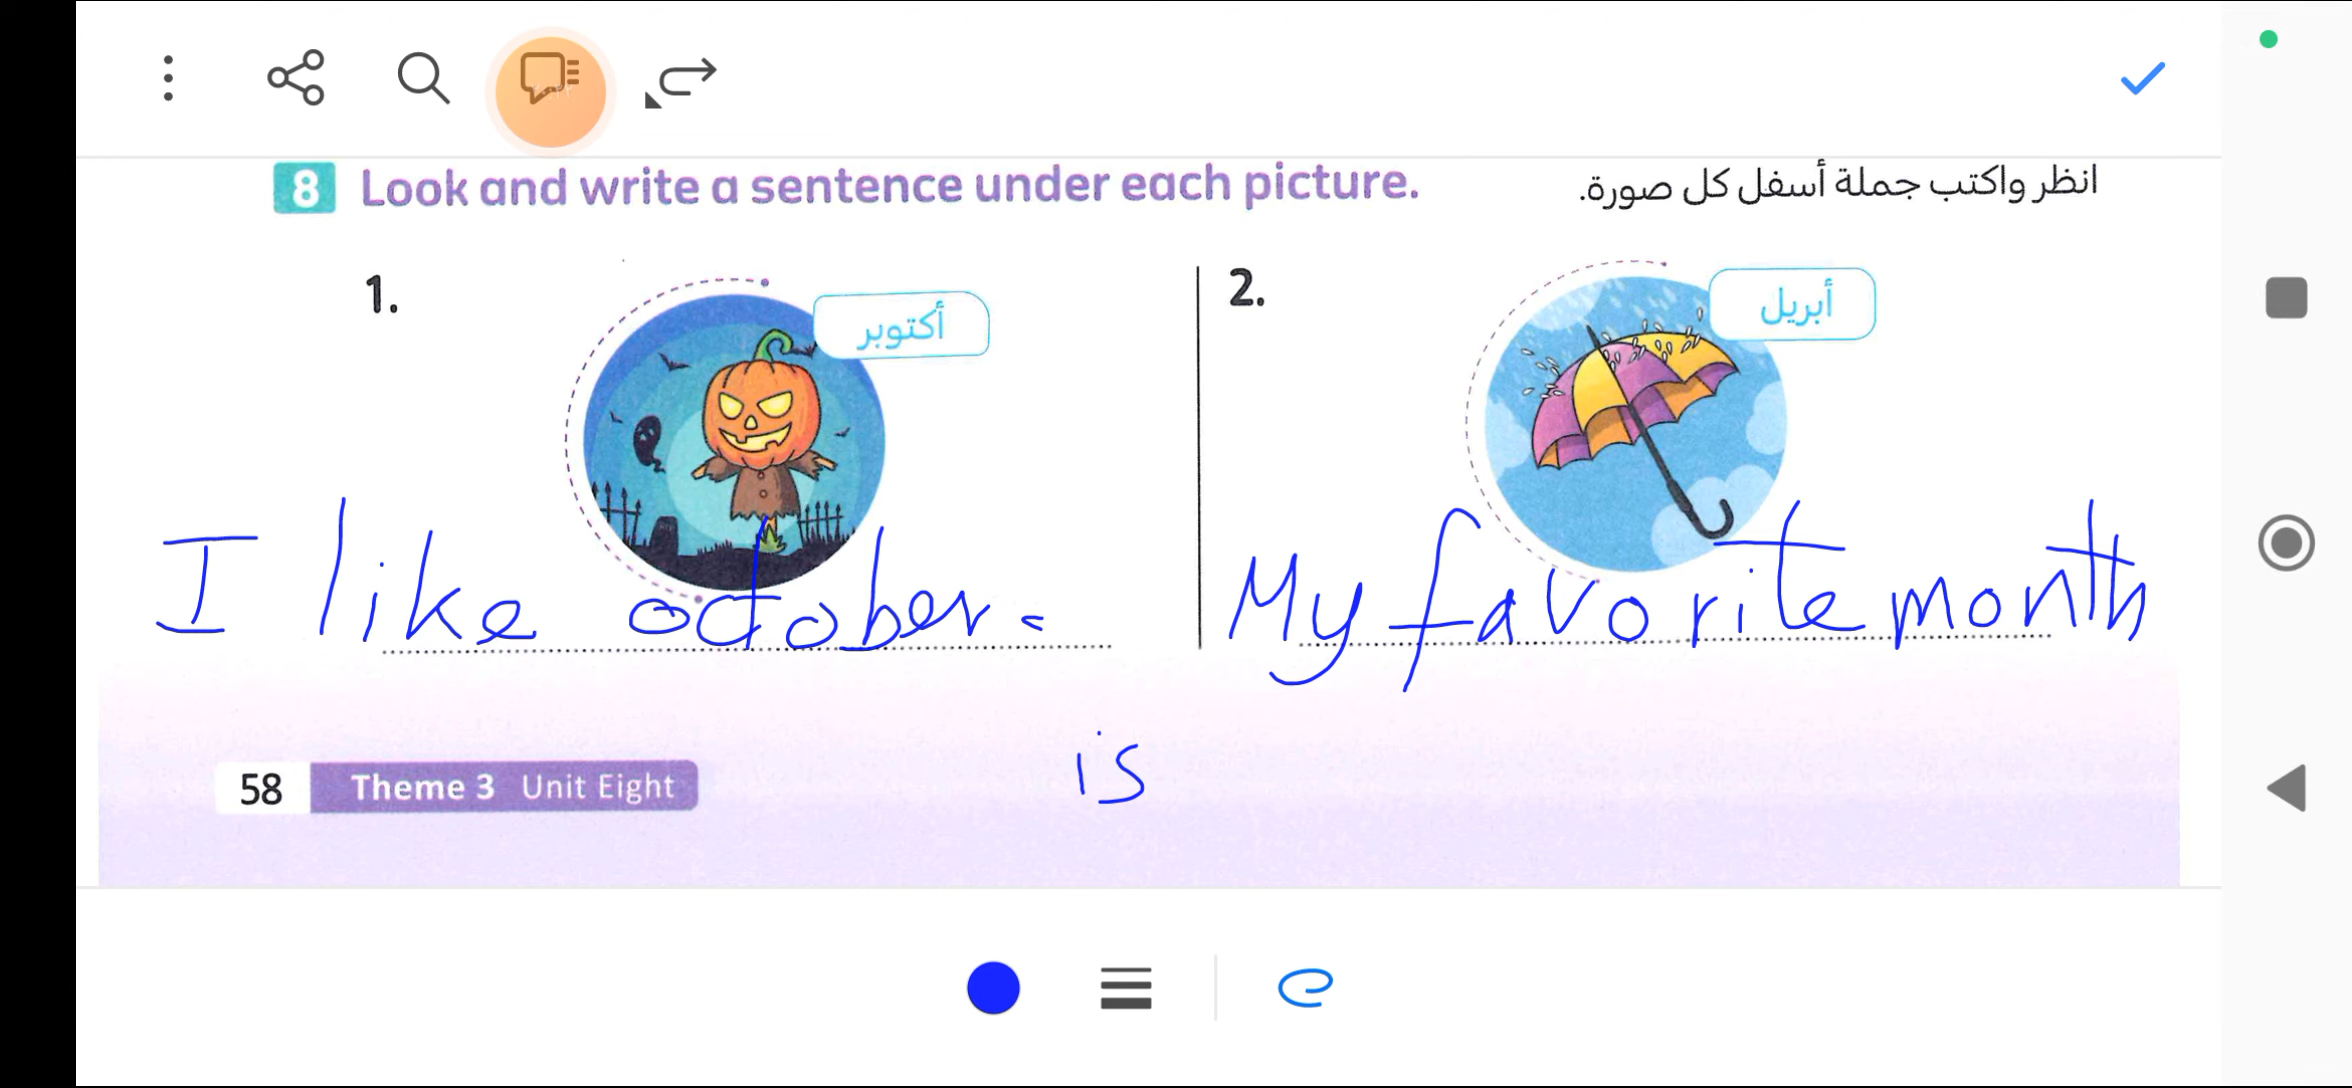 8 Look and write a sentence under each picture.
انظر واكتب جملة أسفل كل صورة.
1.
أكتوبر
I like october.
2.
أبريل
My favorite month
is
58 Theme 3 Unit Eight